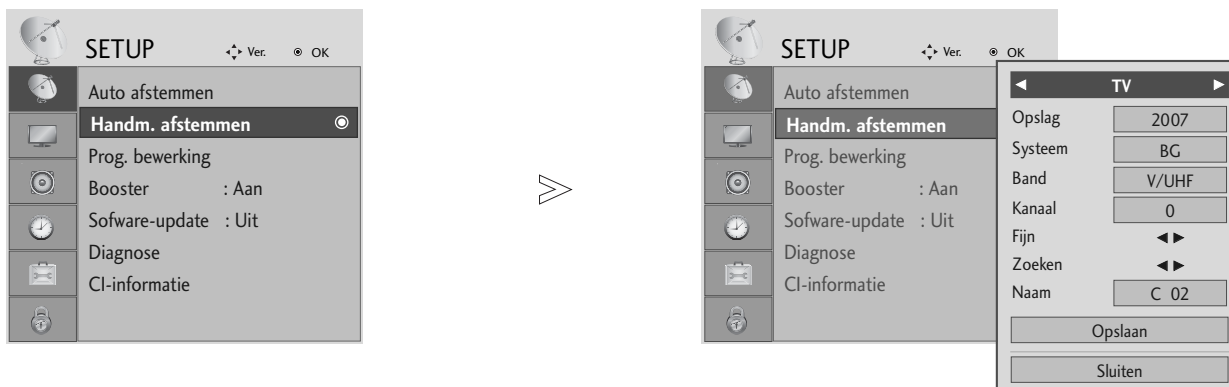 SETUP Ver. OK
Auto afstemmen
Handm. afstemmen
Prog. bewerking
Booster : Aan
Sofware-update : Uit
Diagnose
CI-informatie
SETUP Ver. OK
Auto afstemmen
Handm. afstemmen
Prog. bewerking
Booster : Aan
Sofware-update : Uit
Diagnose
CI-informatie
◄ TV ►
Opslag 2007
Systeem BG
Band V/UHF
Kanaal 0
Fijn ◄►
Zoeken ◄►
Naam C 02
Opslaan
Sluiten